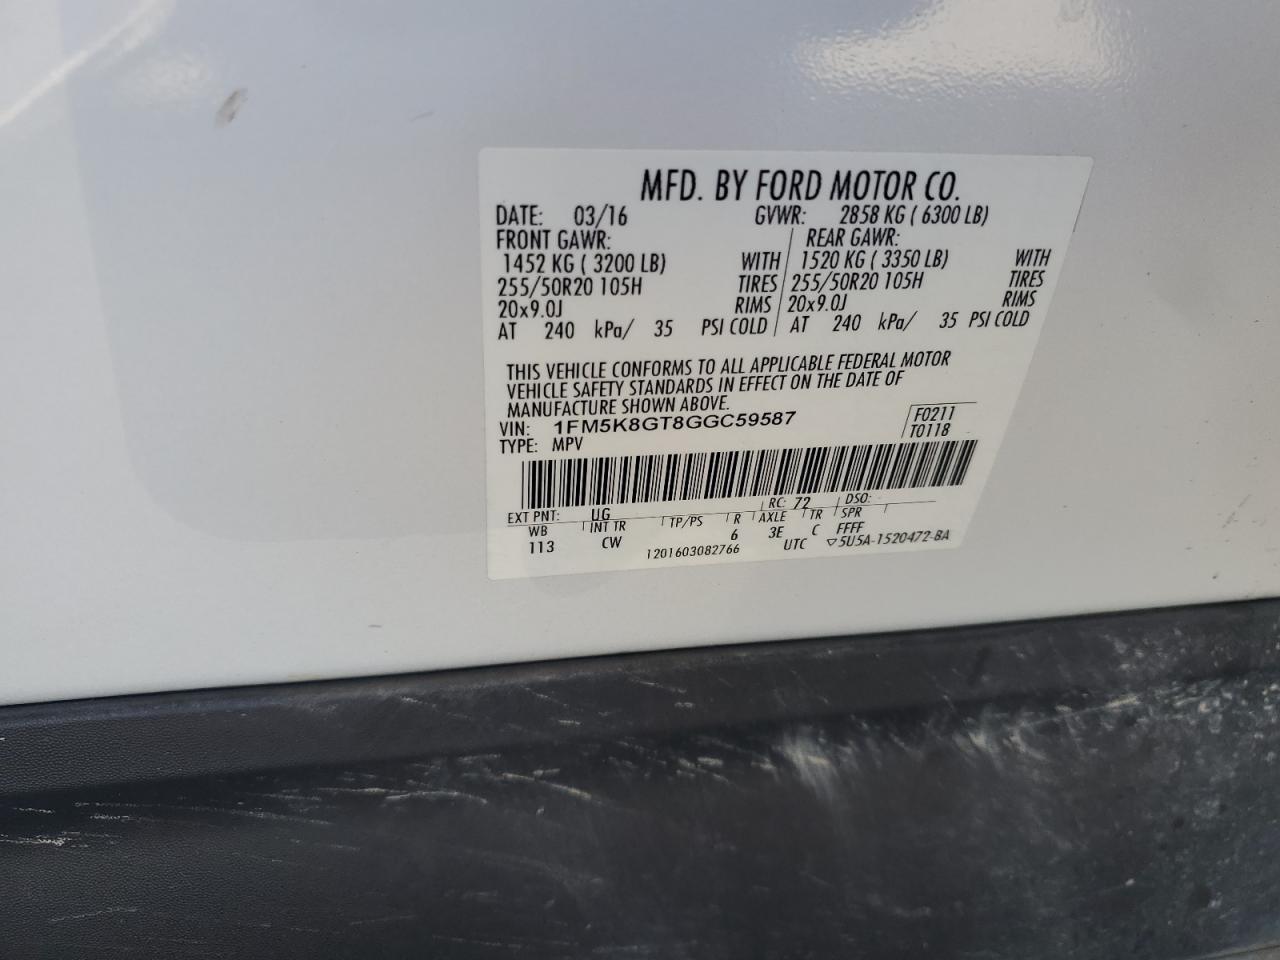 MFD. BY FORD MOTOR CO.
DATE: 03/16 GVWR: 2858 KG ( 6300 LB)
FRONT GAWR: REAR GAWR:
1452 KG ( 3200 LB) WITH 1520 KG ( 3350 LB) WITH
255/50R20 105H TIRES 255/50R20 105H TIRES
20x9.0J RIMS 20x9.0J RIMS
AT 240 kPa/ 35 PSI COLD AT 240 kPa/ 35 PSI COLD
THIS VEHICLE CONFORMS TO ALL APPLICABLE FEDERAL MOTOR
VEHICLE SAFETY STANDARDS IN EFFECT ON THE DATE OF
MANUFACTURE SHOWN ABOVE.
VIN: 1FM5K8GT8GGC59587 F0211
TYPE: MPV T0118
EXT PNT: UG RC: 72 DSO:
WB INT TR TP/PS R AXLE TR SPR
113 CW 6 3E C FFFF
1201603082766 UTC ▽5U5A-1520472-BA